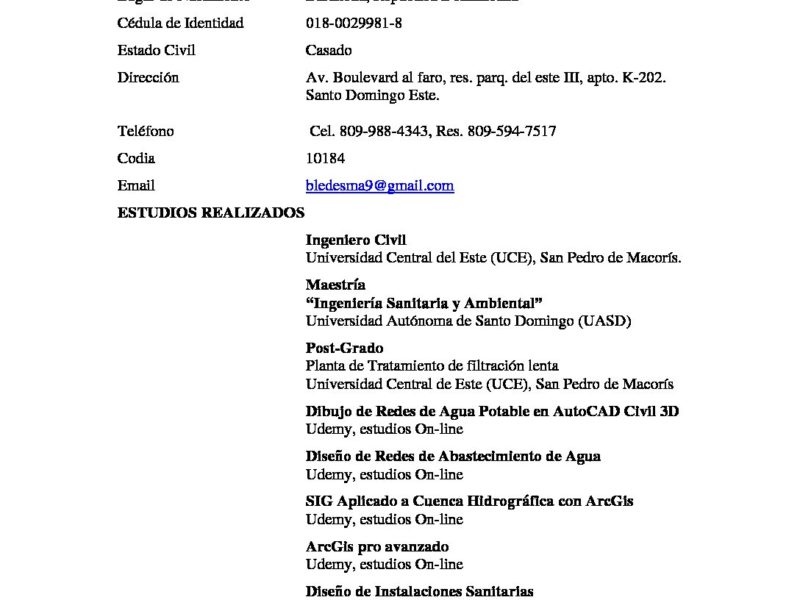 Cédula de Identidad 018-0029981-8
Estado Civil Casado
Dirección Av. Boulevard al faro, res. parq. del este III, apto. K-202.
Santo Domingo Este.
Teléfono Cel. 809-988-4343, Res. 809-594-7517
Codia 10184
Email bledesma9@gmail.com
ESTUDIOS REALIZADOS
Ingeniero Civil
Universidad Central del Este (UCE), San Pedro de Macorís.
Maestría
“Ingeniería Sanitaria y Ambiental”
Universidad Autónoma de Santo Domingo (UASD)
Post-Grado
Planta de Tratamiento de filtración lenta
Universidad Central de Este (UCE), San Pedro de Macorís
Dibujo de Redes de Agua Potable en AutoCAD Civil 3D
Udemy, estudios On-line
Diseño de Redes de Abastecimiento de Agua
Udemy, estudios On-line
SIG Aplicado a Cuenca Hidrográfica con ArcGis
Udemy, estudios On-line
ArcGis pro avanzado
Udemy, estudios On-line
Diseño de Instalaciones Sanitarias